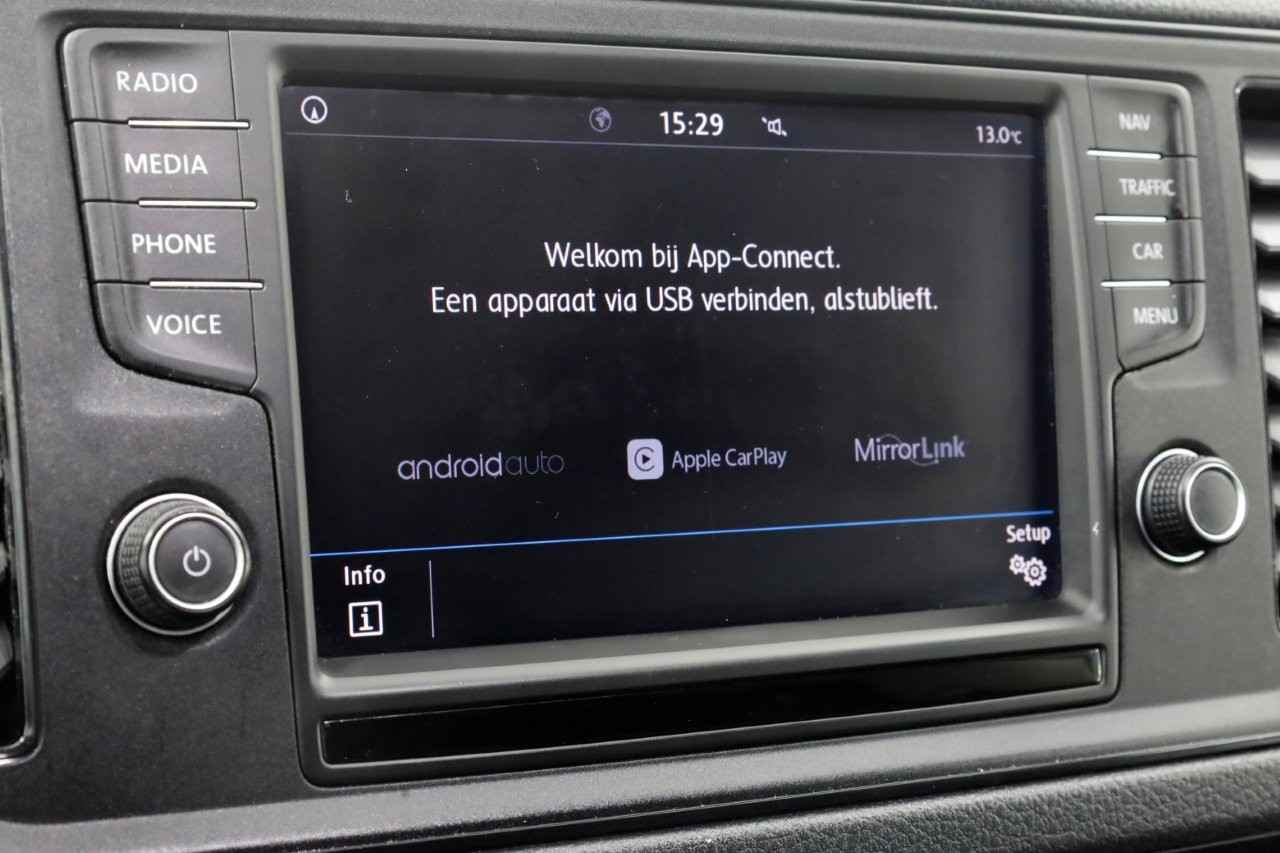 RADIO
MEDIA
PHONE
VOICE
15:29
13.0°C
Welkom bij App-Connect.
Een apparaat via USB verbinden, alstublieft.
androidauto
Apple CarPlay
MirrorLink
Info
i
Setup
NAV
TRAFFIC
CAR
MENU